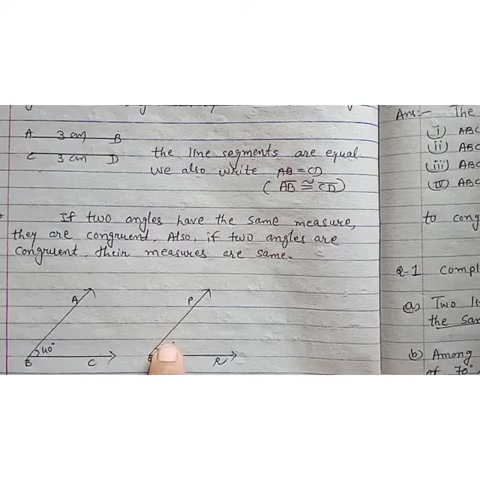 A 3 cm B
C 3 cm D
the line segments are equal
we also write AB = CD
( AB ≅ CD )
If two angles have the same measure,
they are congruent. Also, if two angles are
congruent, their measures are same.
A
40°
B C
P
R
Ans:- The
(i) ABC
(ii) ABC
(iii) ABC
(iv) ABC
to cong
Q-1 Compl
(a) Two li
the sam
(b) Among
of 70°